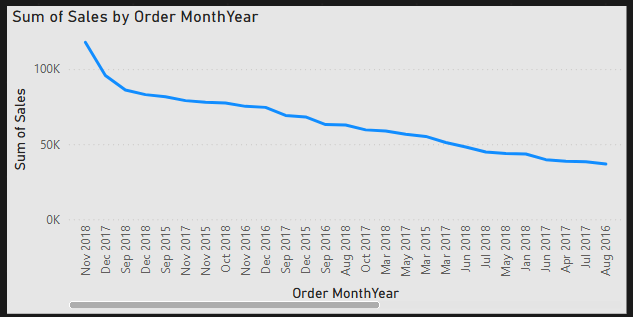 Sum of Sales by Order MonthYear
Sum of Sales
100K
50K
0K
Nov 2018
Dec 2017
Sep 2018
Dec 2018
Sep 2015
Nov 2017
Nov 2015
Oct 2018
Nov 2016
Dec 2016
Sep 2017
Dec 2015
Sep 2016
Aug 2018
Oct 2017
Mar 2018
May 2017
Mar 2015
Mar 2017
Jun 2018
Jul 2018
May 2018
Jan 2018
Jun 2017
Apr 2017
Jul 2017
Aug 2016
Order MonthYear